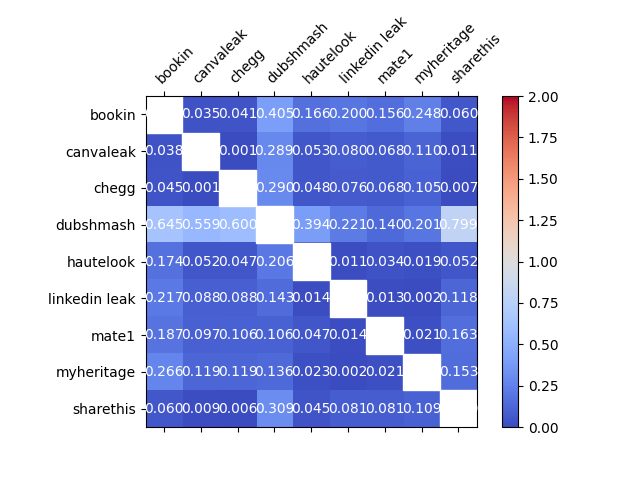 bookin canvaleak chegg dubshmash hautelook linkedin leak mate1 myheritage sharethis
bookin 0.035 0.041 0.405 0.166 0.200 0.156 0.248 0.060
canvaleak 0.038 0.001 0.289 0.053 0.080 0.068 0.110 0.011
chegg 0.045 0.001 0.290 0.048 0.076 0.068 0.105 0.007
dubshmash 0.645 0.559 0.600 0.394 0.221 0.140 0.201 0.799
hautelook 0.174 0.052 0.047 0.206 0.011 0.034 0.019 0.052
linkedin leak 0.217 0.088 0.088 0.143 0.014 0.013 0.002 0.118
mate1 0.187 0.097 0.106 0.106 0.047 0.014 0.021 0.163
myheritage 0.266 0.119 0.119 0.136 0.023 0.002 0.021 0.153
sharethis 0.060 0.009 0.006 0.309 0.045 0.081 0.081 0.109
2.00
1.75
1.50
1.25
1.00
0.75
0.50
0.25
0.00